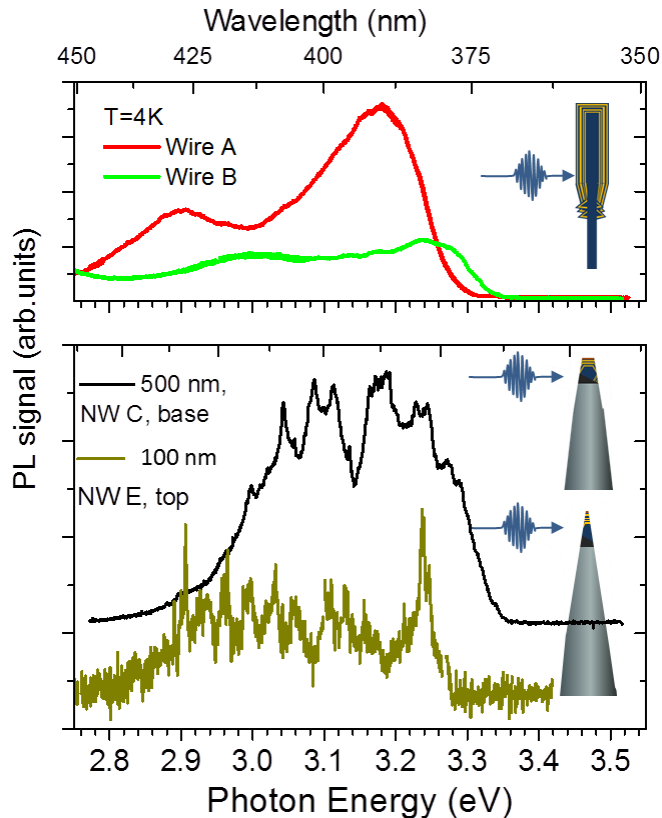 Wavelength (nm)
450 425 400 375 350
T=4K
Wire A
Wire B
PL signal (arb.units)
500 nm,
NW C, base
100 nm
NW E, top
2.8 2.9 3.0 3.1 3.2 3.3 3.4 3.5
Photon Energy (eV)